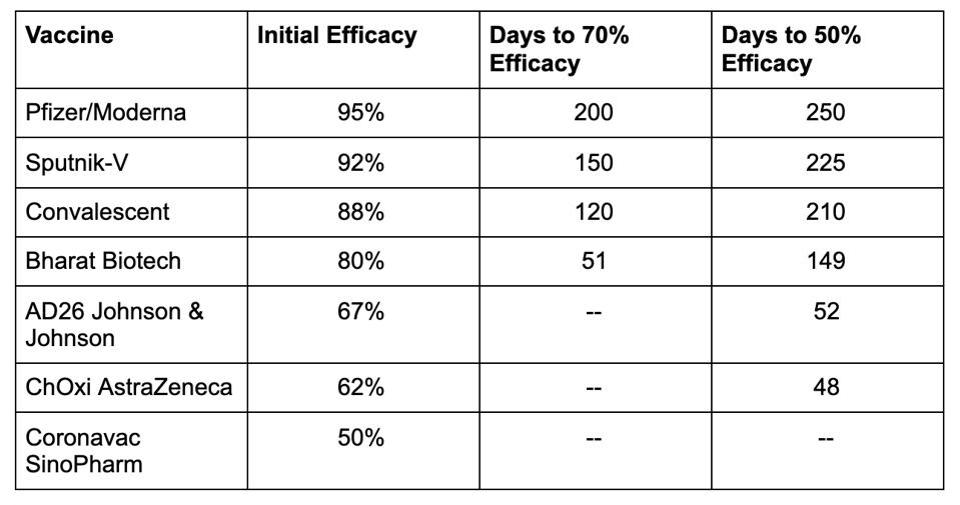 Vaccine Initial Efficacy Days to 70% Days to 50%
Efficacy Efficacy
Pfizer/Moderna 95% 200 250
Sputnik-V 92% 150 225
Convalescent 88% 120 210
Bharat Biotech 80% 51 149
AD26 Johnson & 67% -- 52
Johnson
ChOxi AstraZeneca 62% -- 48
Coronavac 50% -- --
SinoPharm